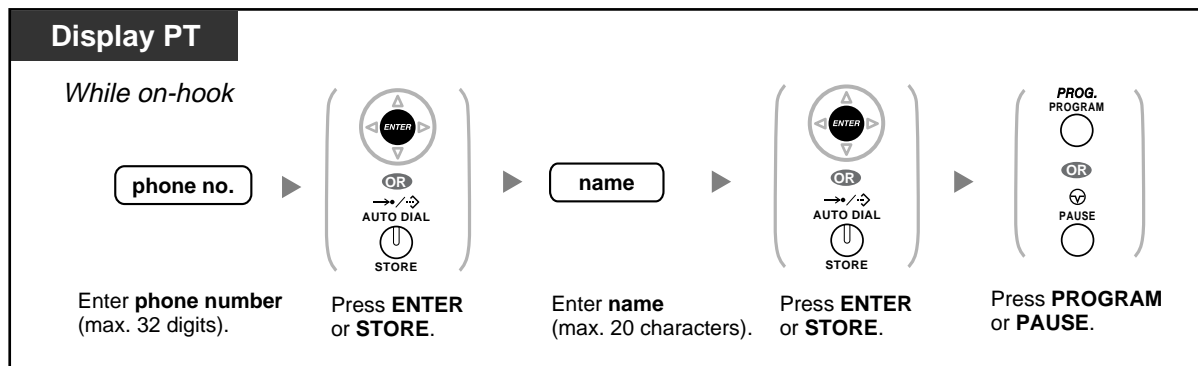 Display PT
While on-hook
phone no.
ENTER
OR
AUTO DIAL
STORE
name
ENTER
OR
AUTO DIAL
STORE
PROG.
PROGRAM
OR
PAUSE
Enter phone number
(max. 32 digits).
Press ENTER
or STORE.
Enter name
(max. 20 characters).
Press ENTER
or STORE.
Press PROGRAM
or PAUSE.